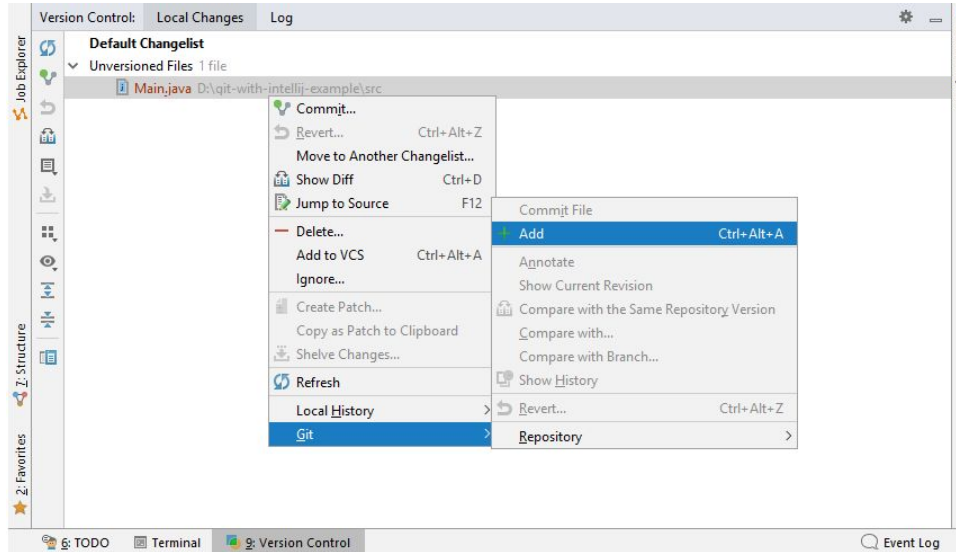 Version Control: Local Changes Log
Default Changelist
Unversioned Files 1 file
Main.java D:\git-with-intellij-example\src
Commit...
Revert... Ctrl+Alt+Z
Move to Another Changelist...
Show Diff Ctrl+D
Jump to Source F12
Delete...
Add to VCS Ctrl+Alt+A
Ignore...
Create Patch...
Copy as Patch to Clipboard
Shelve Changes...
Refresh
Local History
Git
Commit File
Add Ctrl+Alt+A
Annotate
Show Current Revision
Compare with the Same Repository Version
Compare with...
Compare with Branch...
Show History
Revert... Ctrl+Alt+Z
Repository
Job Explorer
7: Structure
2: Favorites
6: TODO Terminal 9: Version Control Event Log